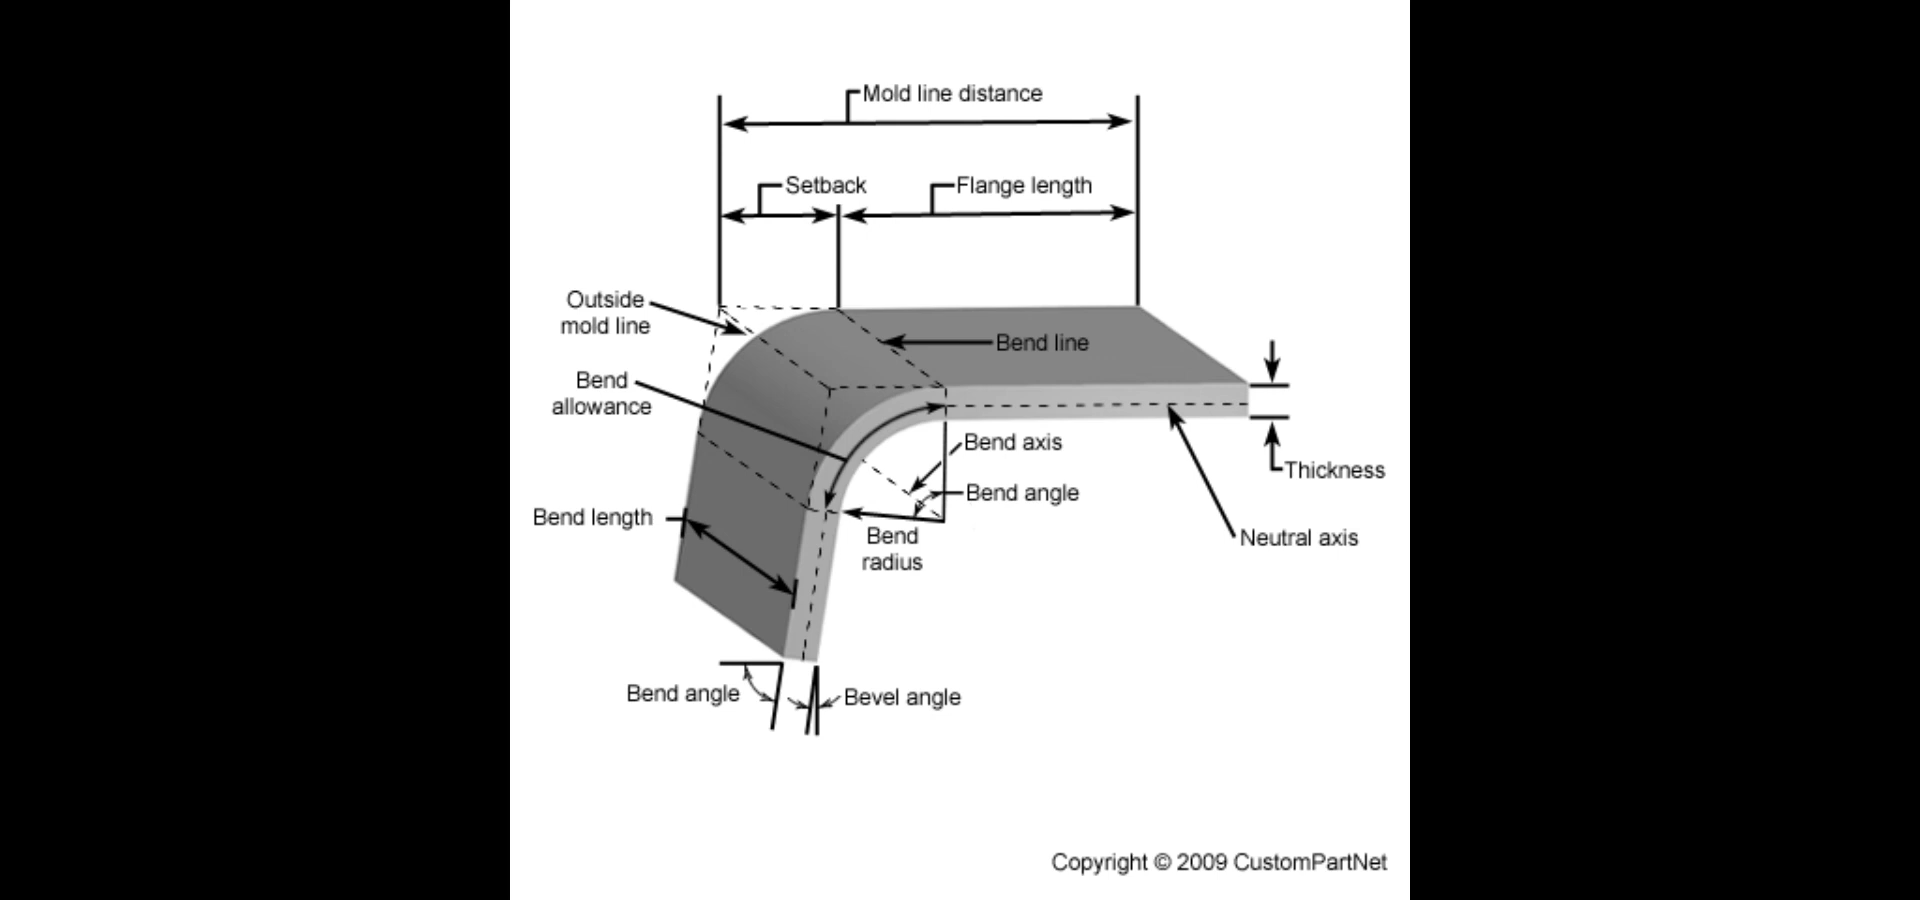 Mold line distance
Setback
Flange length
Outside
mold line
Bend line
Bend
allowance
Bend axis
Thickness
Bend angle
Bend length
Bend
radius
Neutral axis
Bend angle
Bevel angle
Copyright © 2009 CustomPartNet